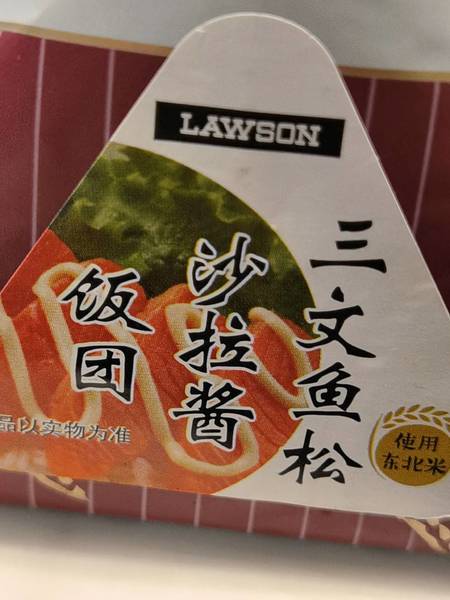 LAWSON
三文鱼松
沙拉酱
饭团
品以实物为准
使用
东北米